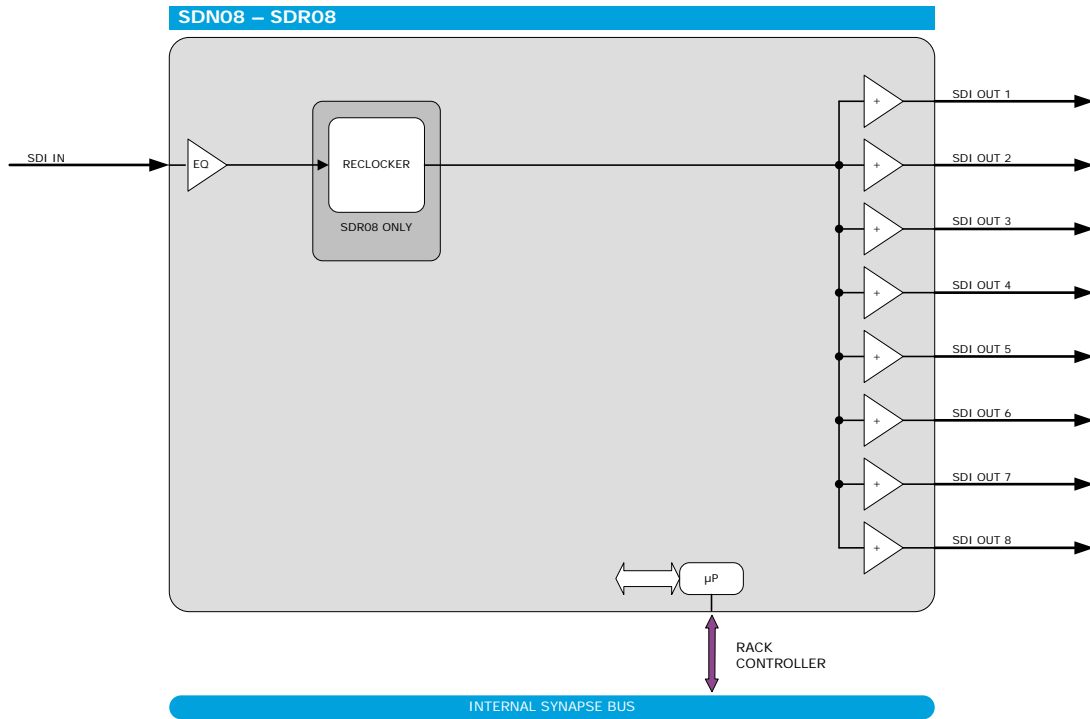 SDN08 – SDR08
SDI IN
EQ
RECLOCKER
SDR08 ONLY
+
SDI OUT 1
+
SDI OUT 2
+
SDI OUT 3
+
SDI OUT 4
+
SDI OUT 5
+
SDI OUT 6
+
SDI OUT 7
+
SDI OUT 8
µP
RACK
CONTROLLER
INTERNAL SYNAPSE BUS